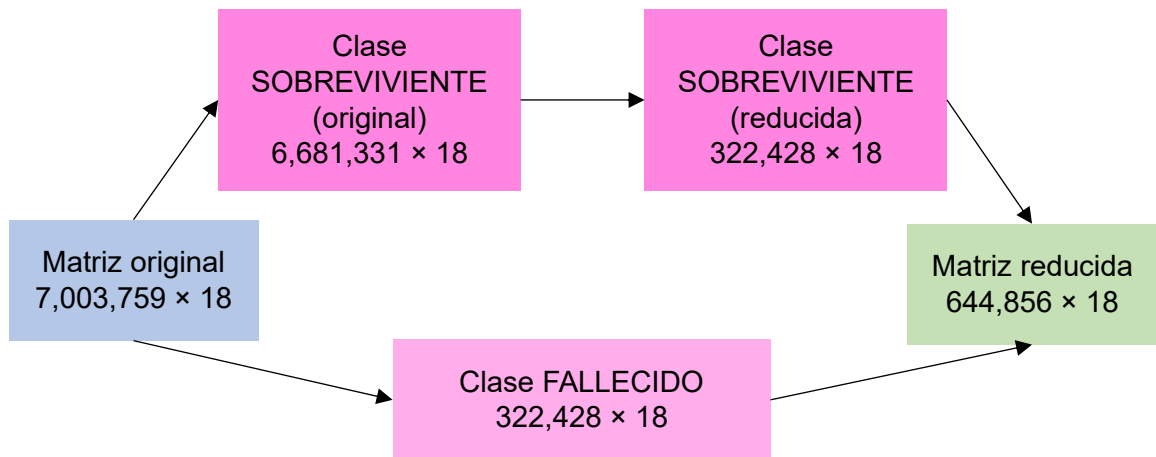 Clase
SOBREVIVIENTE
(original)
6,681,331 × 18
Clase
SOBREVIVIENTE
(reducida)
322,428 × 18
Matriz original
7,003,759 × 18
Matriz reducida
644,856 × 18
Clase FALLECIDO
322,428 × 18